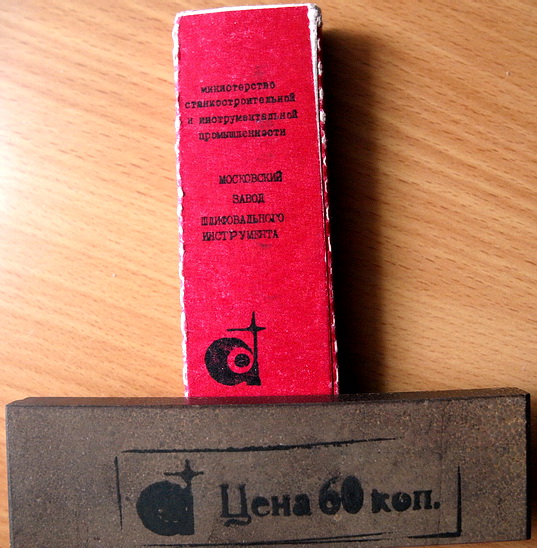 министерство
станкостроительной
и инструментальной
промышленности
МОСКОВСКИЙ
ЗАВОД
ШЛИФОВАЛЬНОГО
ИНСТРУМЕНТА
Цена 60 коп.